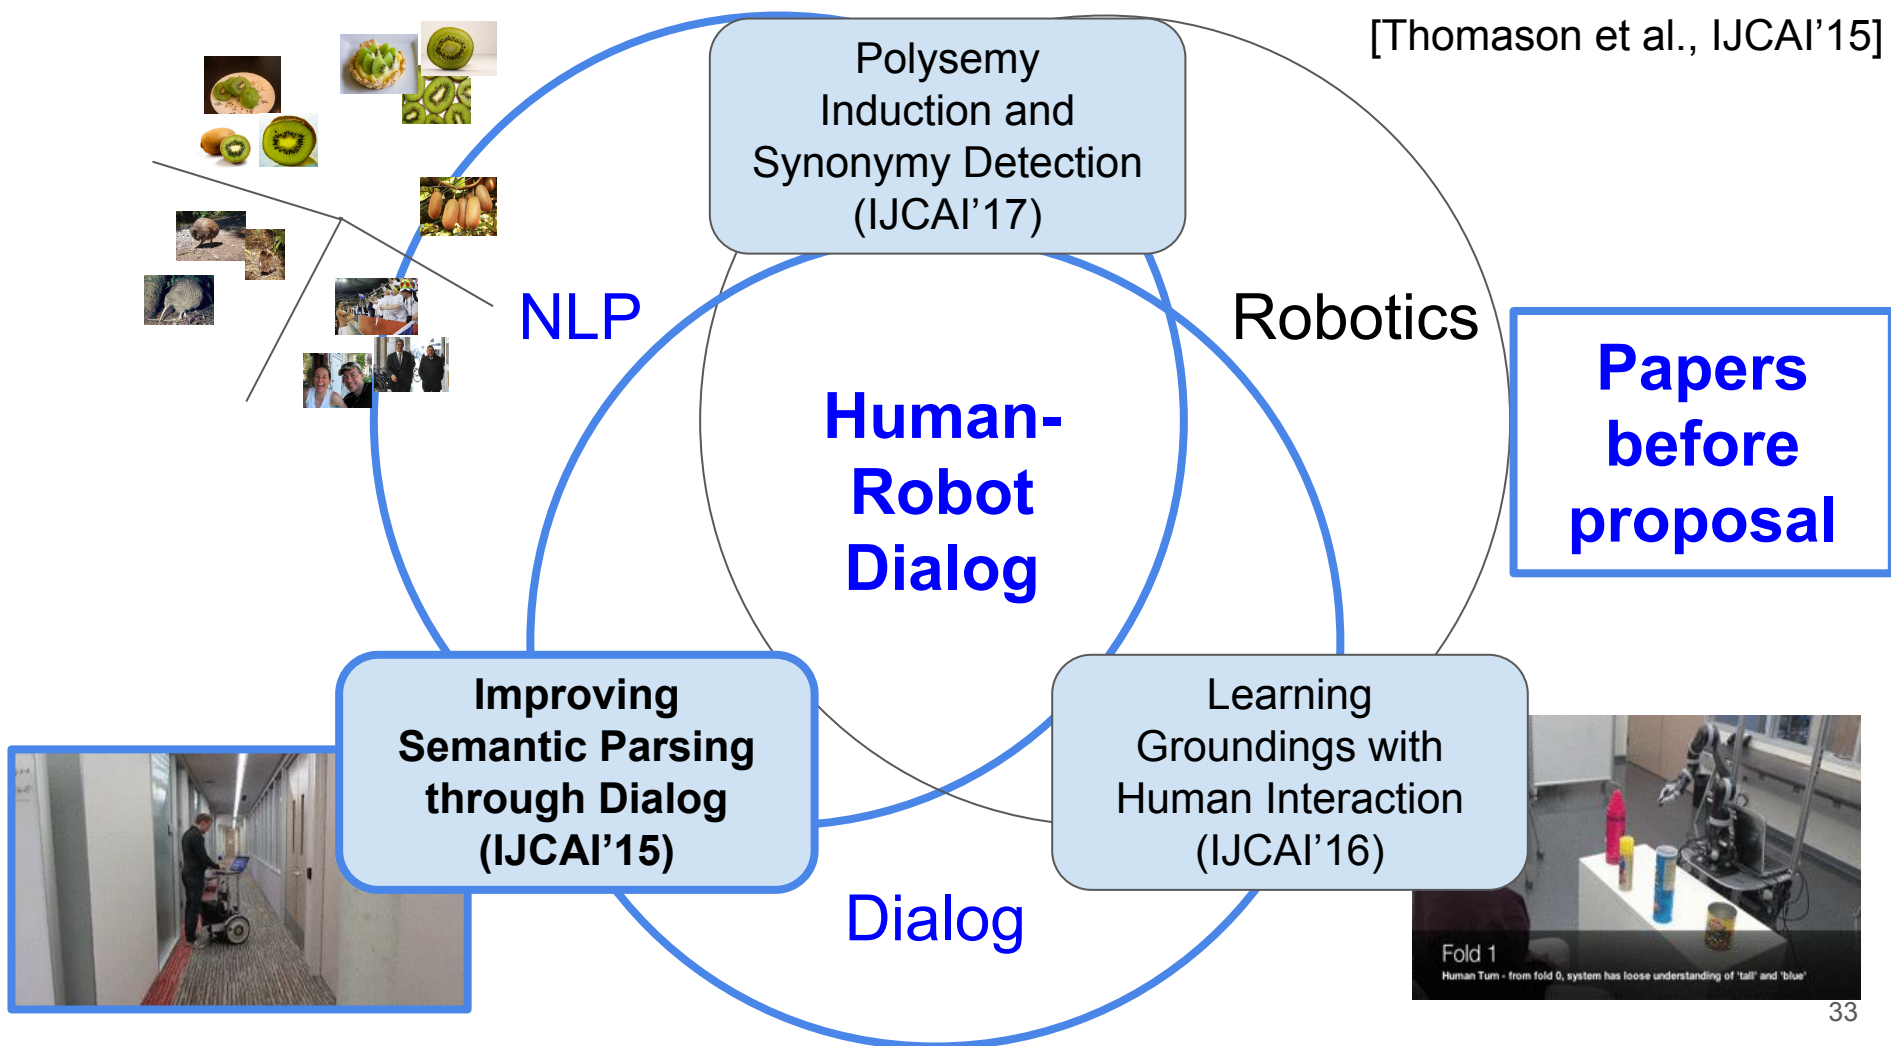 [Thomason et al., IJCAI’15]
Polysemy
Induction and
Synonymy Detection
(IJCAI’17)
NLP
Robotics
Papers
before
proposal
Human-
Robot
Dialog
Improving
Semantic Parsing
through Dialog
(IJCAI’15)
Learning
Groundings with
Human Interaction
(IJCAI’16)
Dialog
Fold 1
Human Turn - from fold 0, system has loose understanding of 'tall' and 'blue'
33